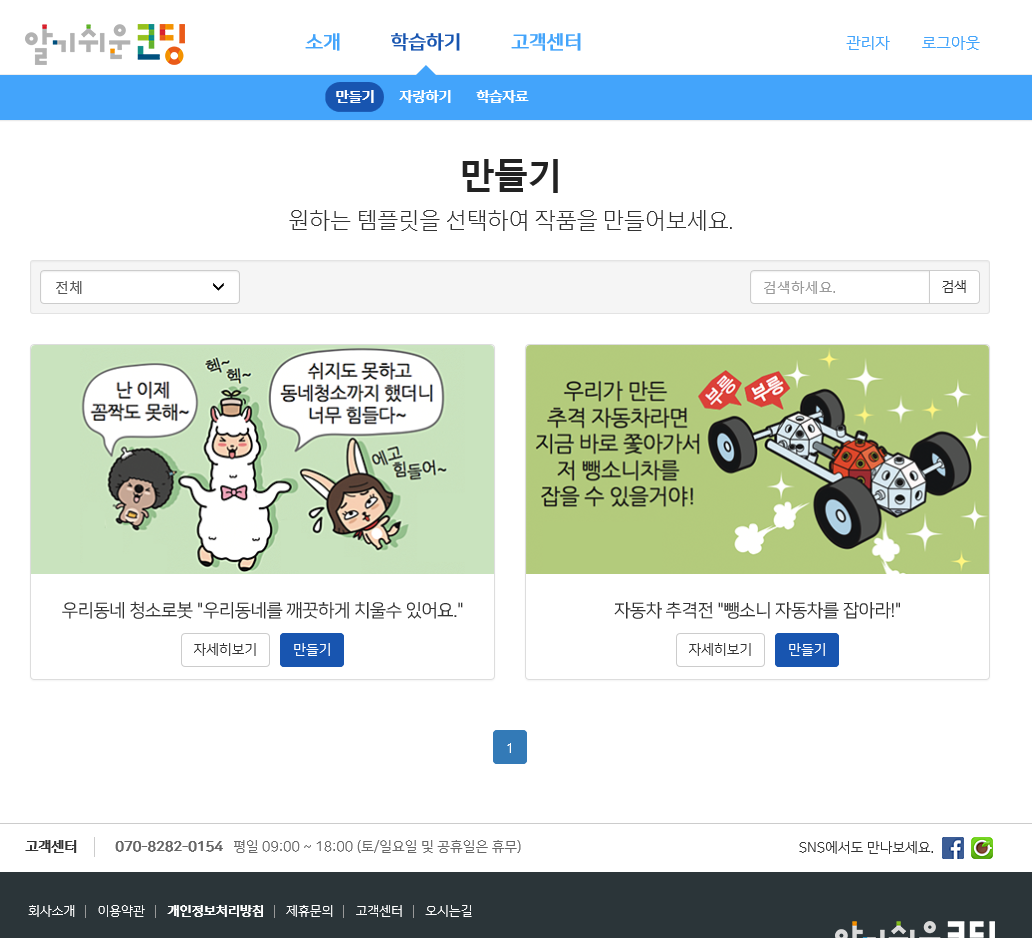 알기쉬운코딩
소개 학습하기 고객센터 관리자 로그아웃
만들기 자랑하기 학습자료
만들기
원하는 템플릿을 선택하여 작품을 만들어보세요.
전체 검색하세요. 검색
난 이제
꼼짝도 못해~
헥~
헥~
쉬지도 못하고
동네청소까지 했더니
너무 힘들다~
에고
힘들어~
우리가 만든
추격 자동차라면
지금 바로 쫓아가서
저 뺑소니차를
잡을 수 있을거야!
부릉
부릉
우리동네 청소로봇 "우리동네를 깨끗하게 치울수 있어요."
자세히보기 만들기
자동차 추격전 "뺑소니 자동차를 잡아라!"
자세히보기 만들기
1
고객센터 070-8282-0154 평일 09:00 ~ 18:00 (토/일요일 및 공휴일은 휴무) SNS에서도 만나보세요.
회사소개 | 이용약관 | 개인정보처리방침 | 제휴문의 | 고객센터 | 오시는길
알기쉬운코딩